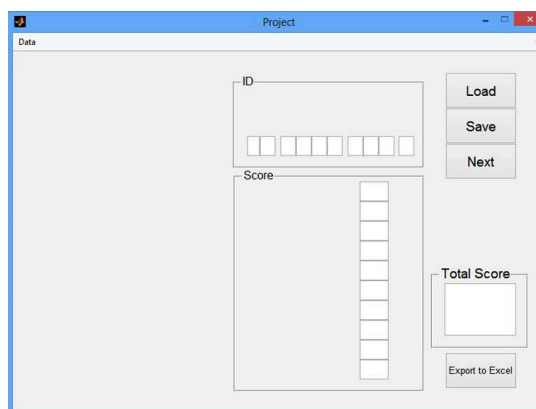 Project
Data
ID
Load
Save
Next
Score
Total Score
Export to Excel